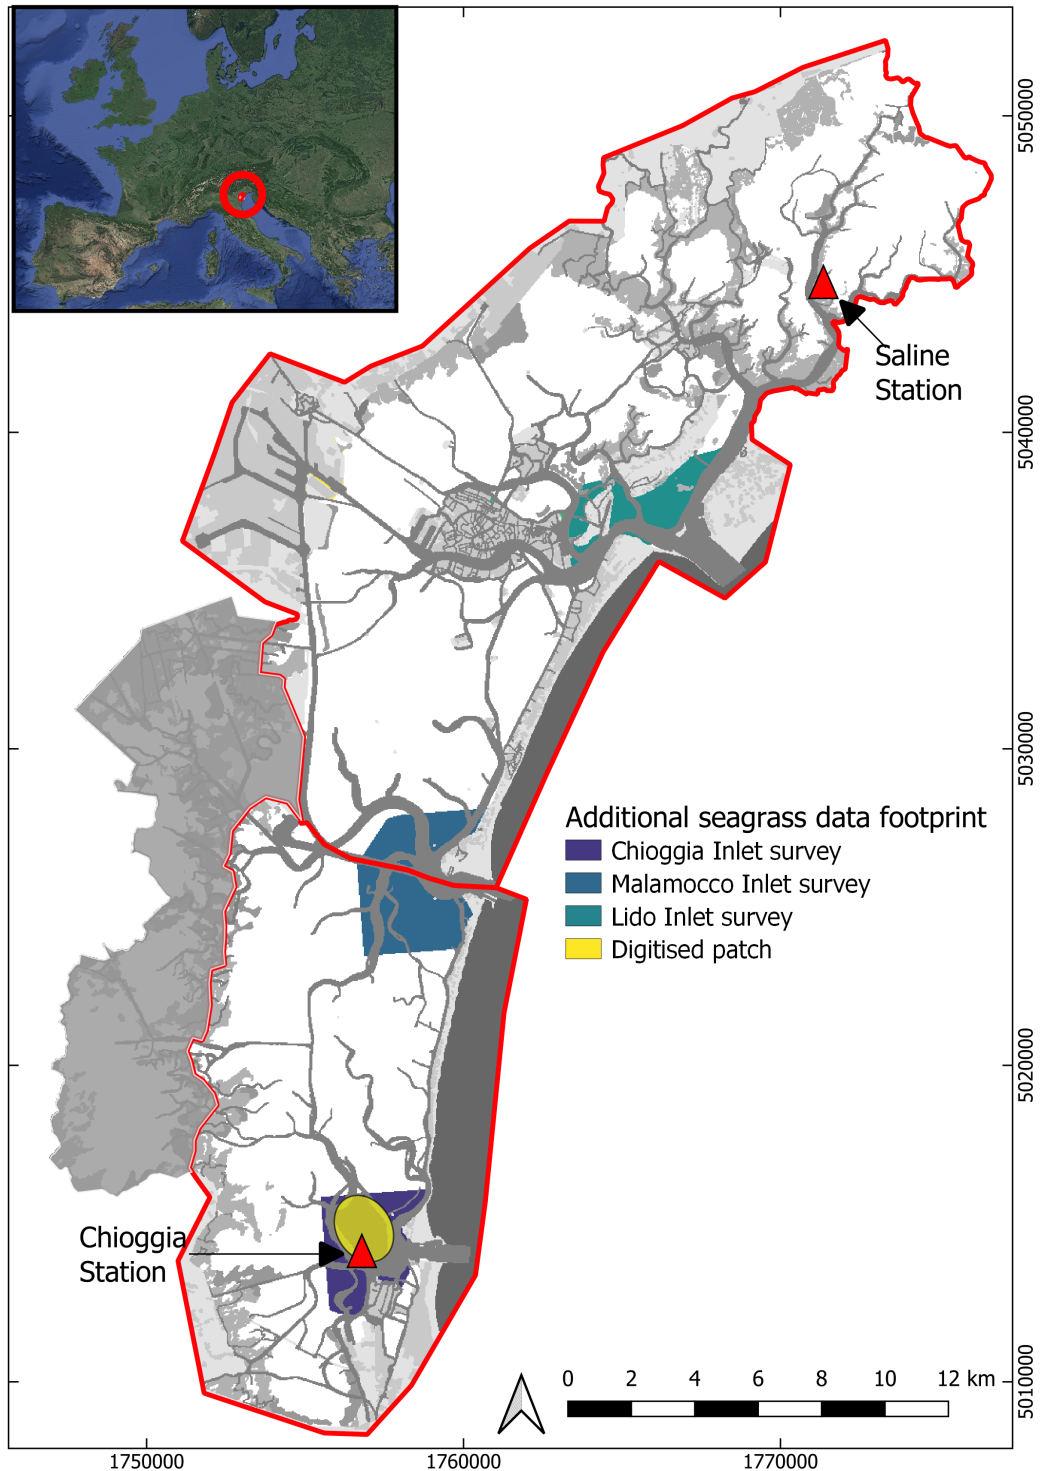 5050000
Saline
Station
5040000
5030000
Additional seagrass data footprint
Chioggia Inlet survey
Malamocco Inlet survey
Lido Inlet survey
Digitised patch
5020000
Chioggia
Station
0 2 4 6 8 10 12 km
5010000
1750000 1760000 1770000